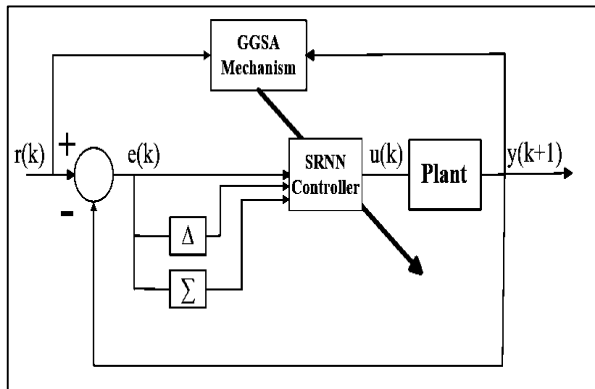 GGSA
Mechanism
r(k)
+
-
e(k)
SRNN
Controller
u(k)
Plant
y(k+1)
Δ
∑